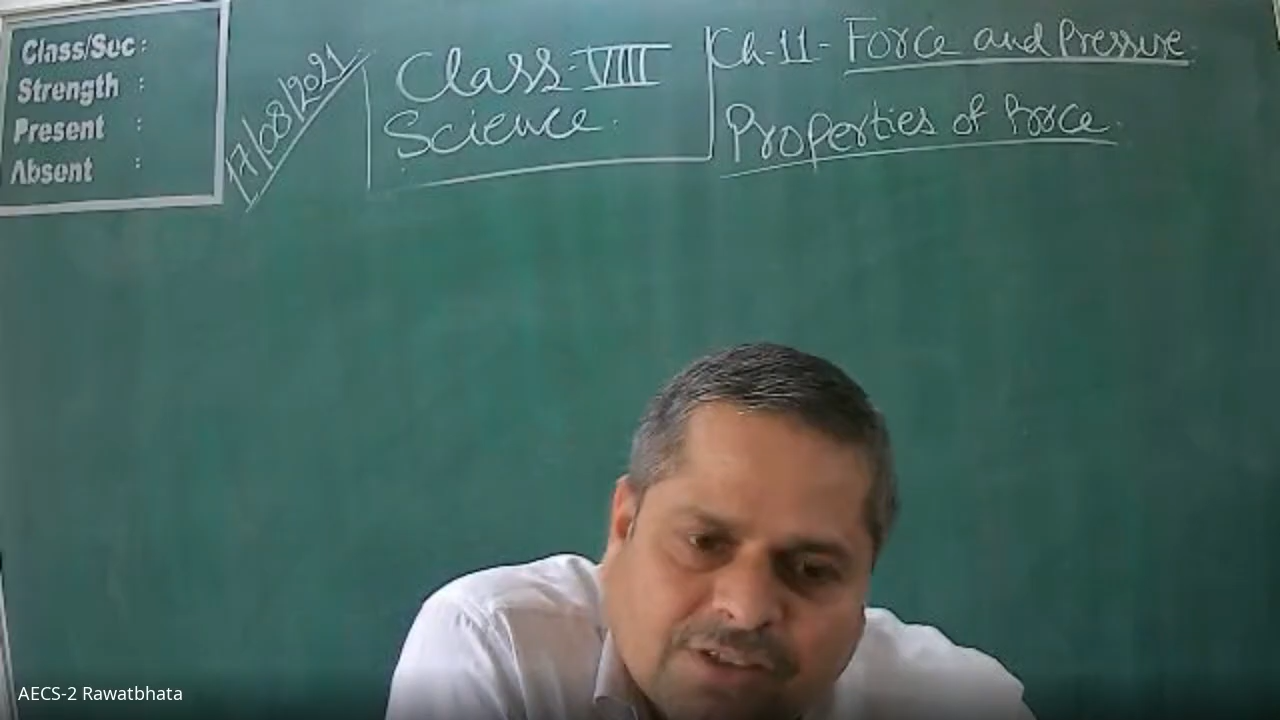 Class/Sec :
Strength :
Present :
Absent :
17/08/2021
Class-VIII
Science.
Ch-11- Force and Pressure.
Properties of Force.
AECS-2 Rawatbhata